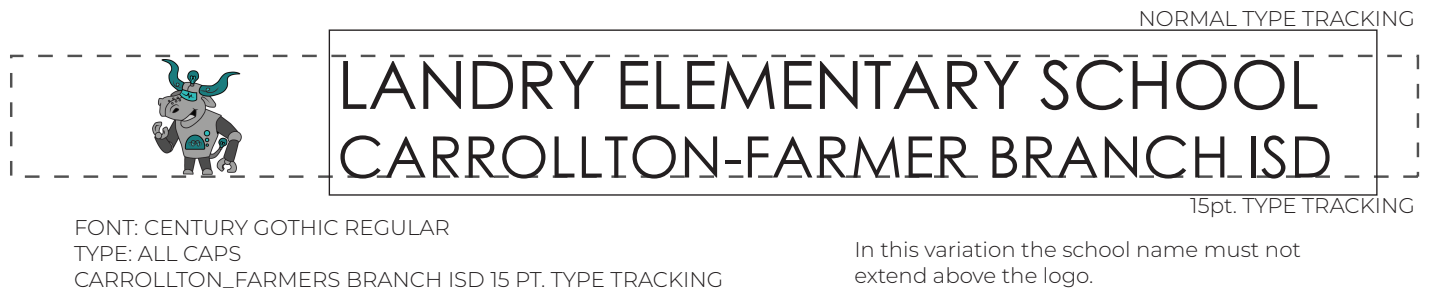 NORMAL TYPE TRACKING
LANDRY ELEMENTARY SCHOOL
CARROLLTON-FARMER BRANCH ISD
15pt. TYPE TRACKING
FONT: CENTURY GOTHIC REGULAR
TYPE: ALL CAPS
CARROLLTON_FARMERS BRANCH ISD 15 PT. TYPE TRACKING
In this variation the school name must not
extend above the logo.